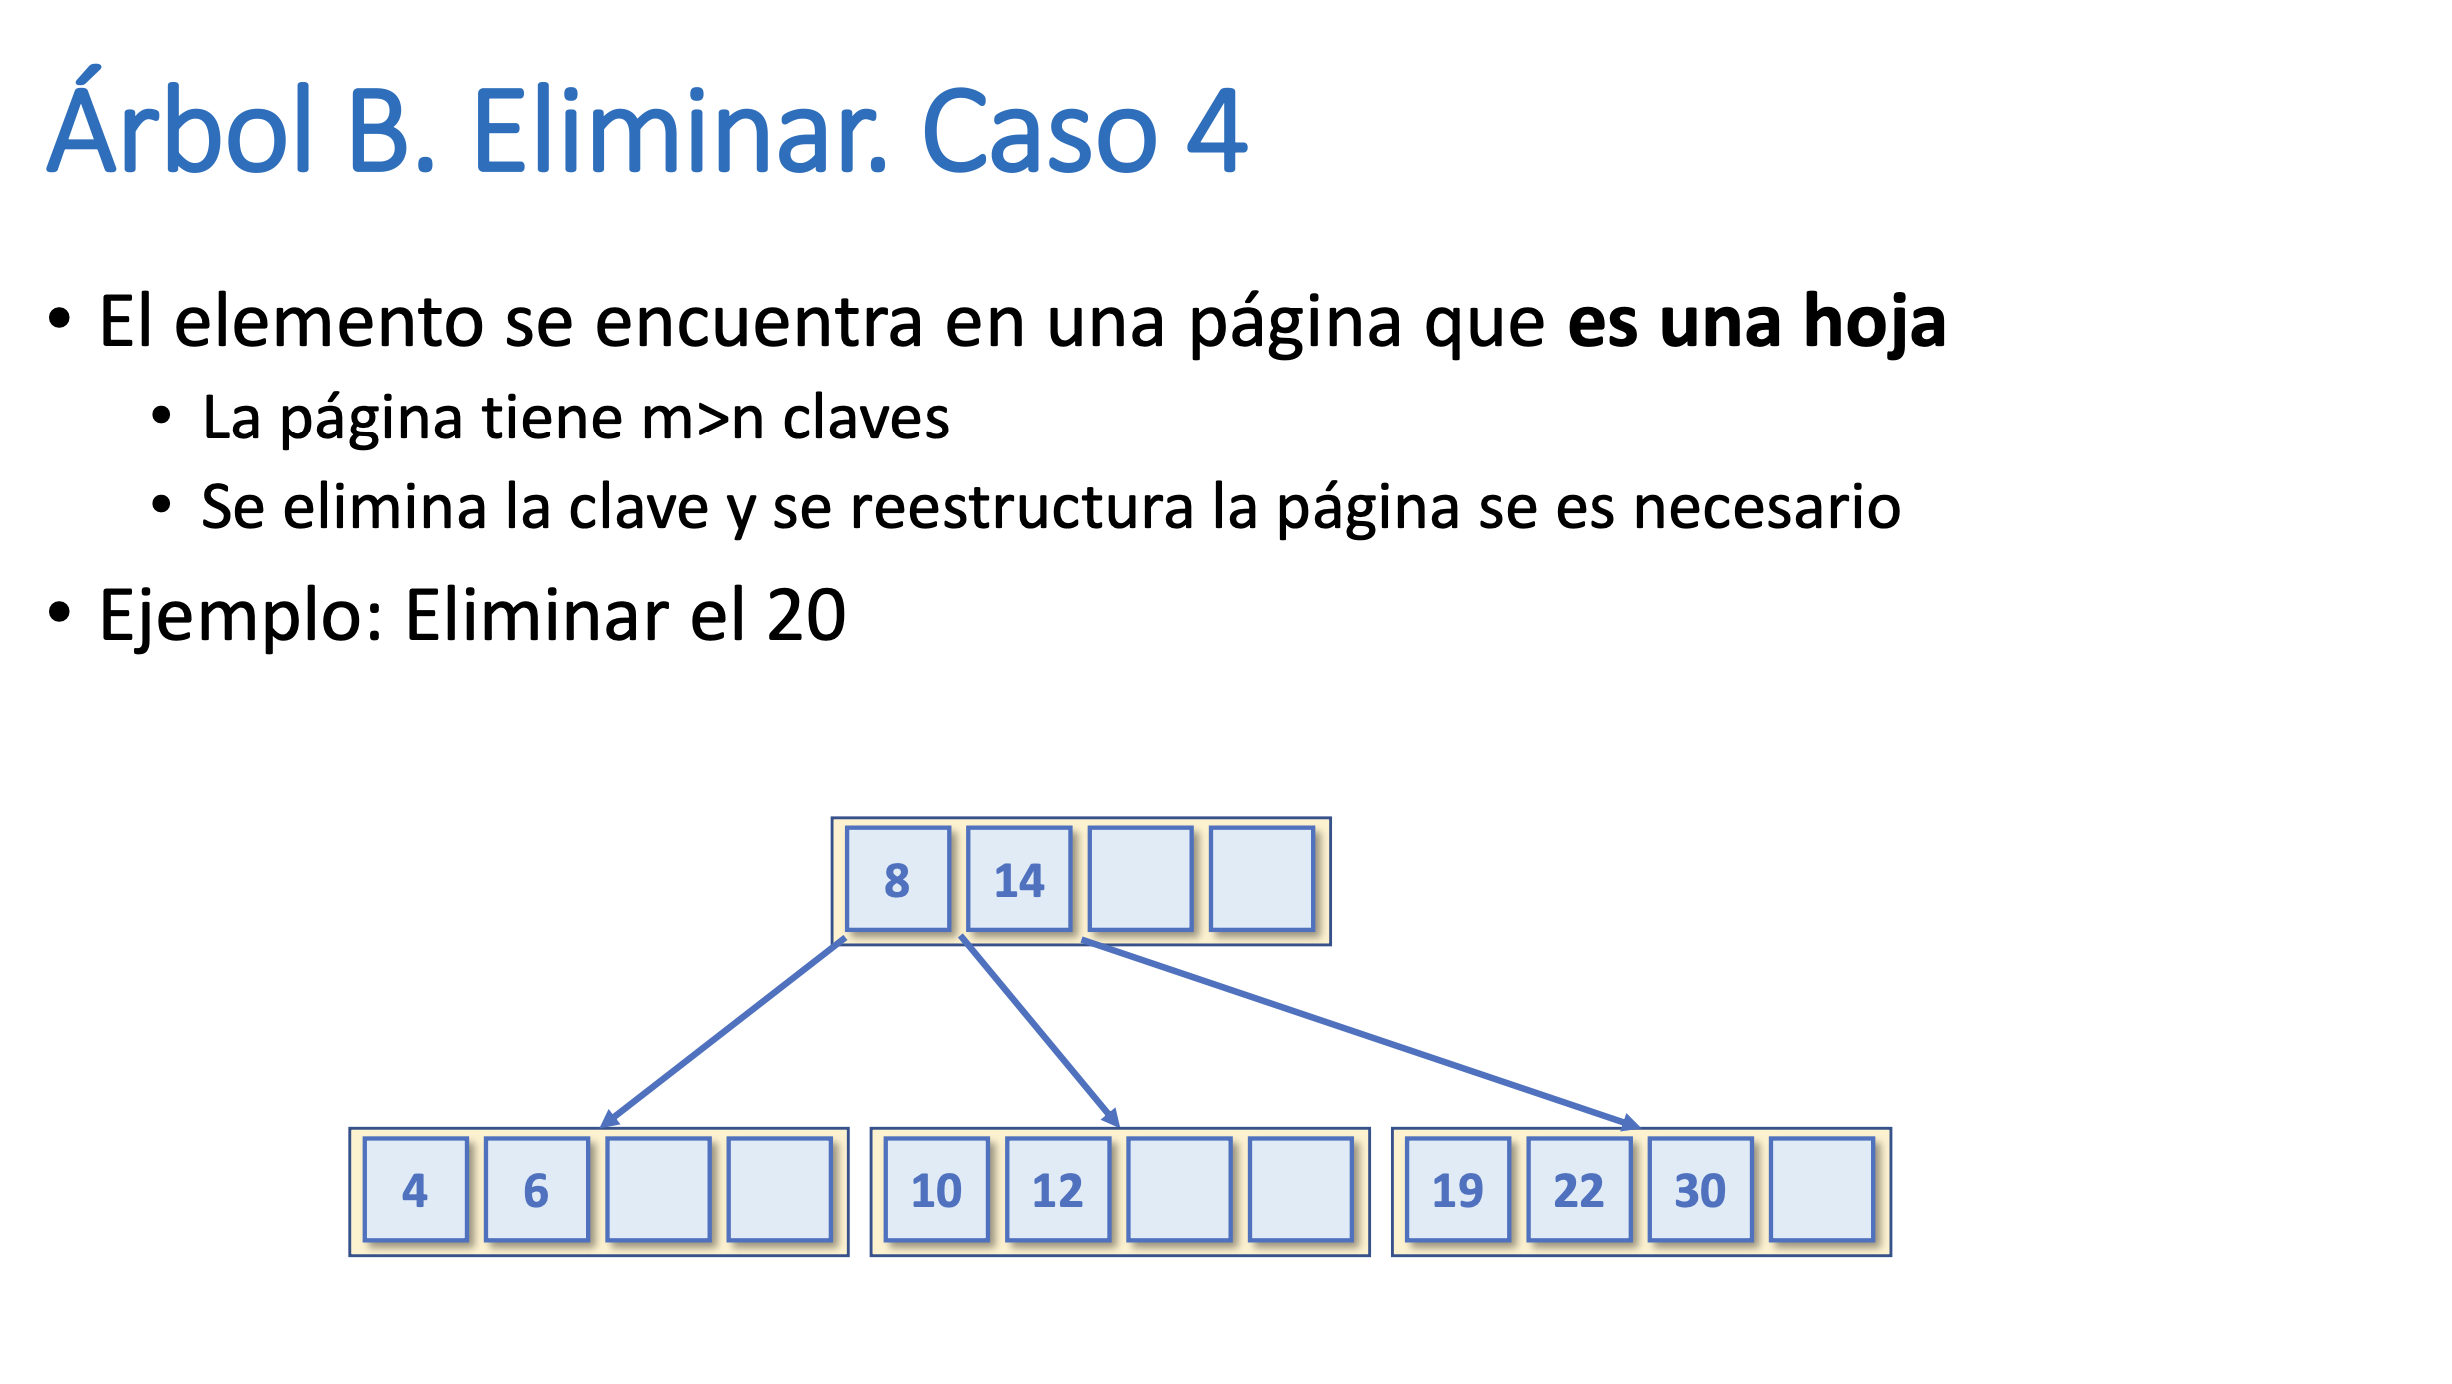 Árbol B. Eliminar. Caso 4
• El elemento se encuentra en una página que es una hoja
• La página tiene m>n claves
• Se elimina la clave y se reestructura la página se es necesario
• Ejemplo: Eliminar el 20
8 14
4 6 10 12 19 22 30